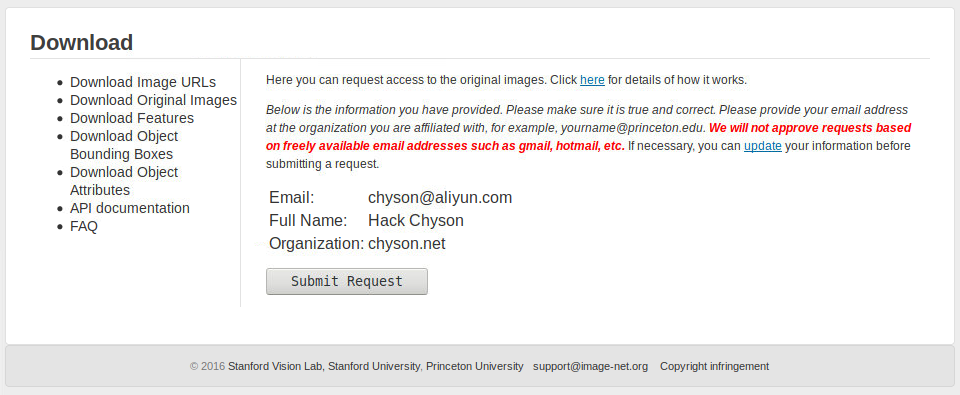 Download
Download Image URLs
Download Original Images
Download Features
Download Object
Bounding Boxes
Download Object
Attributes
API documentation
FAQ
Here you can request access to the original images. Click here for details of how it works.
Below is the information you have provided. Please make sure it is true and correct. Please provide your email address
at the organization you are affiliated with, for example, yourname@princeton.edu. We will not approve requests based
on freely available email addresses such as gmail, hotmail, etc. If necessary, you can update your information before
submitting a request.
Email: chyson@aliyun.com
Full Name: Hack Chyson
Organization: chyson.net
Submit Request
© 2016 Stanford Vision Lab, Stanford University, Princeton University support@image-net.org Copyright infringement